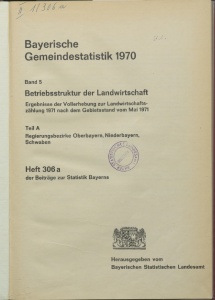 II 11316 a
Bayerische
Gemeindestatistik 1970
Band 5
Betriebsstruktur der Landwirtschaft
Ergebnisse der Vollerhebung zur Landwirtschafts-
zählung 1971 nach dem Gebietsstand vom Mai 1971
Teil A
Regierungsbezirke Oberbayern, Niederbayern,
Schwaben
Heft 306 a
der Beiträge zur Statistik Bayerns
Herausgegeben vom
Bayerischen Statistischen Landesamt